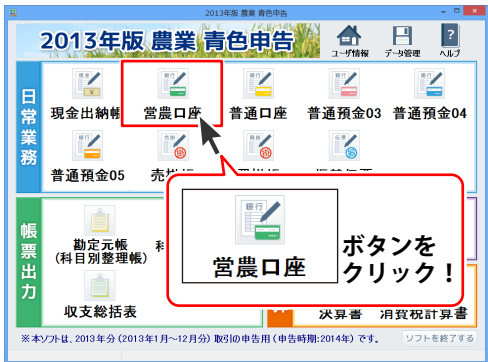 2013年版 農業 青色申告
2013年版 農業 青色申告
ユーザ情報 データ管理 ヘルプ
日常業務
現金出納帳 営農口座 普通口座 普通預金03 普通預金04
普通預金05
営農口座
ボタンを
クリック！
帳票出力
勘定元帳
(科目別整理帳)
収支総括表
決算書 消費税計算書
※本ソフトは、2013年分(2013年1月～12月分)取引の申告用(申告時期:2014年)です。
ソフトを終了する